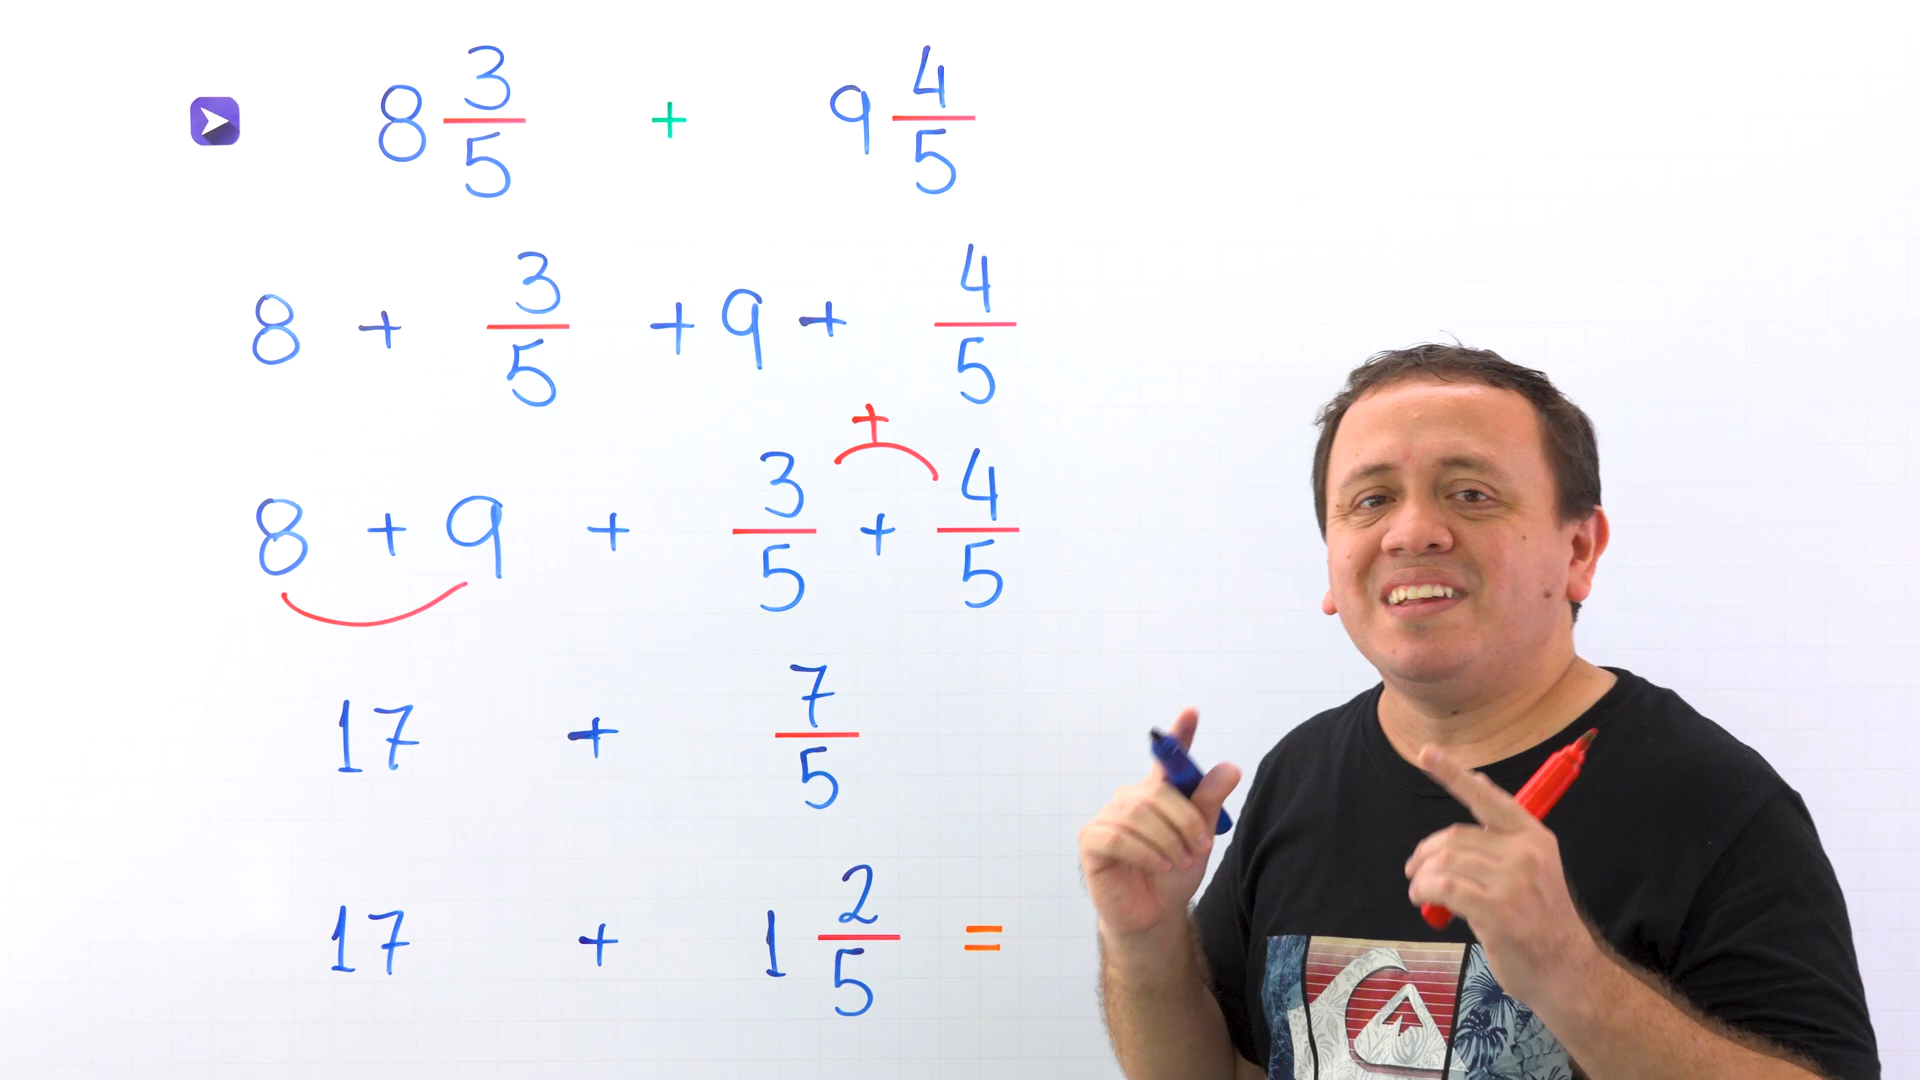 8 3/5 + 9 4/5
8 + 3/5 + 9 + 4/5
+
8 + 9 + 3/5 + 4/5
17 + 7/5
17 + 1 2/5 =